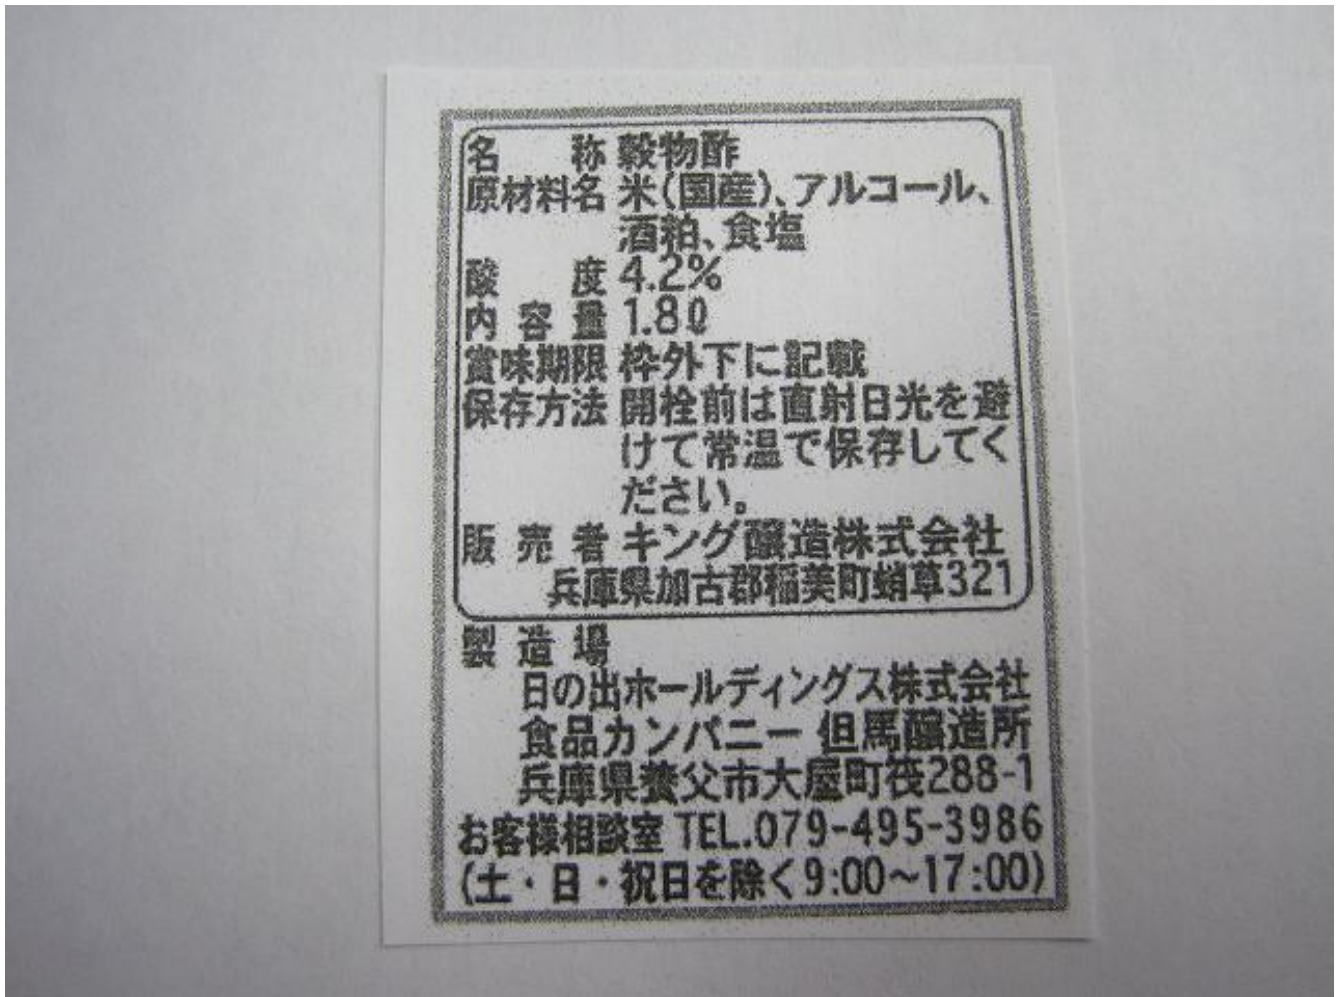 名称 穀物酢
原材料名 米(国産)、アルコール、
酒粕、食塩
酸度 4.2%
内容量 1.8ℓ
賞味期限 枠外下に記載
保存方法 開栓前は直射日光を避
けて常温で保存してく
ださい。
販売者 キング醸造株式会社
兵庫県加古郡稲美町蛸草321
製造場
日の出ホールディングス株式会社
食品カンパニー 但馬醸造所
兵庫県養父市大屋町筏288-1
お客様相談室 TEL.079-495-3986
(土・日・祝日を除く9:00~17:00)